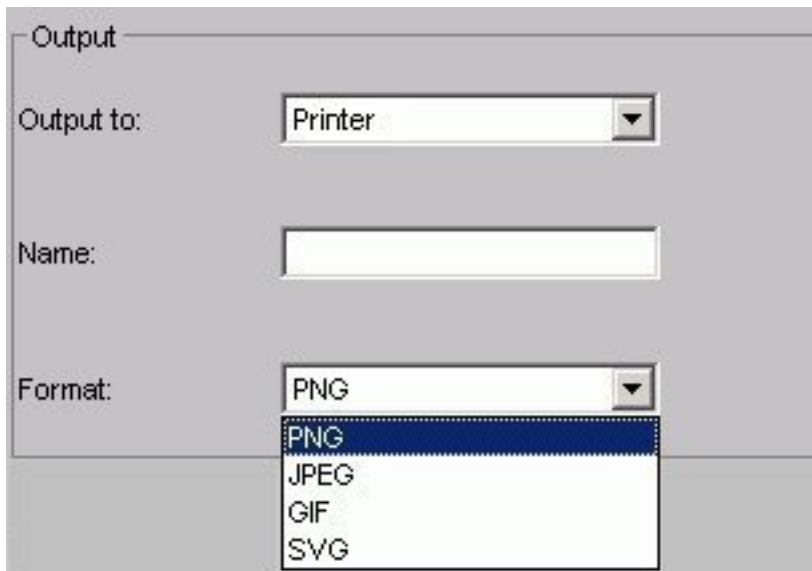 Output
Output to: Printer
Name:
Format: PNG
PNG
JPEG
GIF
SVG